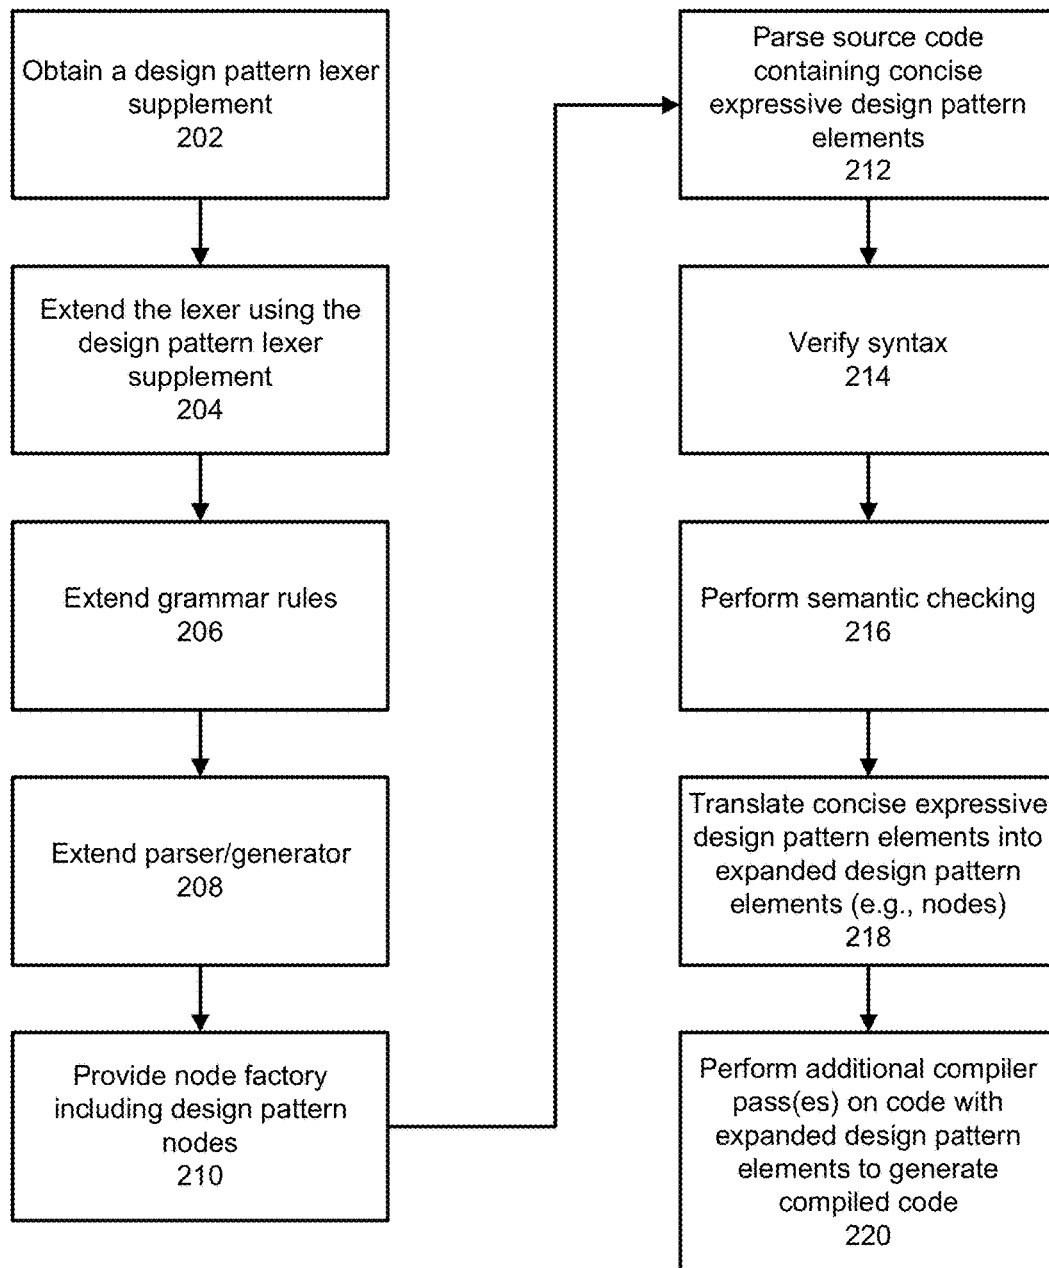 Obtain a design pattern lexer
supplement
202
Extend the lexer using the
design pattern lexer
supplement
204
Extend grammar rules
206
Extend parser/generator
208
Provide node factory
including design pattern
nodes
210
Parse source code
containing concise
expressive design pattern
elements
212
Verify syntax
214
Perform semantic checking
216
Translate concise expressive
design pattern elements into
expanded design pattern
elements (e.g., nodes)
218
Perform additional compiler
pass(es) on code with
expanded design pattern
elements to generate
compiled code
220